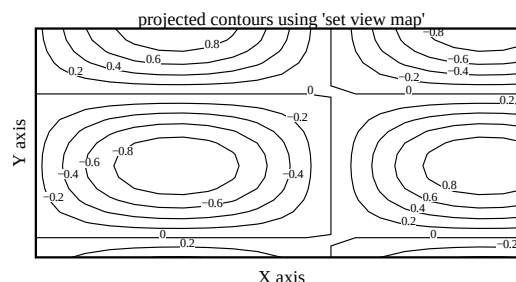 projected contours using 'set view map'
0.8 −0.8
0.6 −0.6
0.4 −0.4
0.2 −0.2
0 0
−0.2 0.2
−0.8
−0.6
−0.4 −0.4 0.8
−0.2 −0.6 0.6
0.4
0.2
0 0
0.2 −0.2
Y axis
X axis